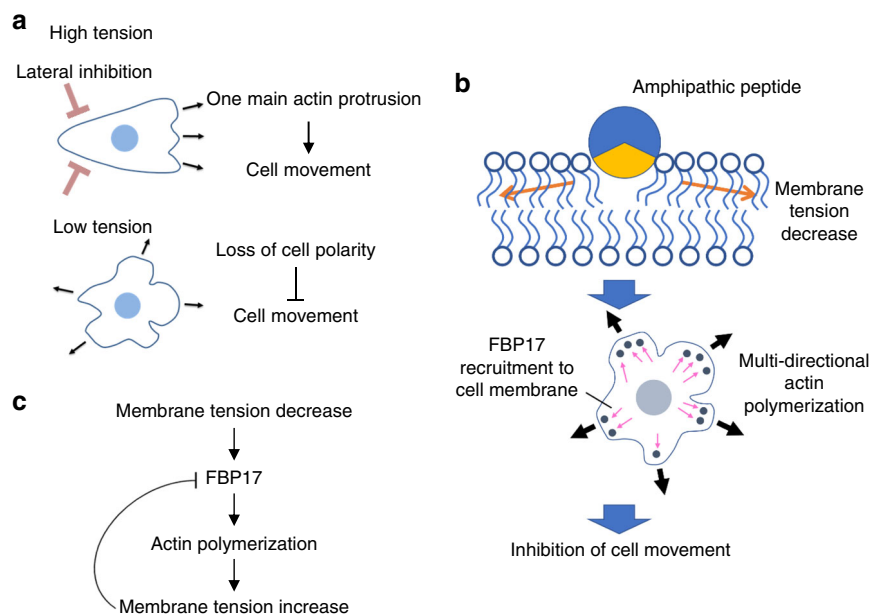 a
High tension
Lateral inhibition
One main actin protrusion
Cell movement
Low tension
Loss of cell polarity
Cell movement
b
Amphipathic peptide
Membrane
tension
decrease
FBP17
recruitment to
cell membrane
Multi-directional
actin
polymerization
Inhibition of cell movement
c
Membrane tension decrease
FBP17
Actin polymerization
Membrane tension increase